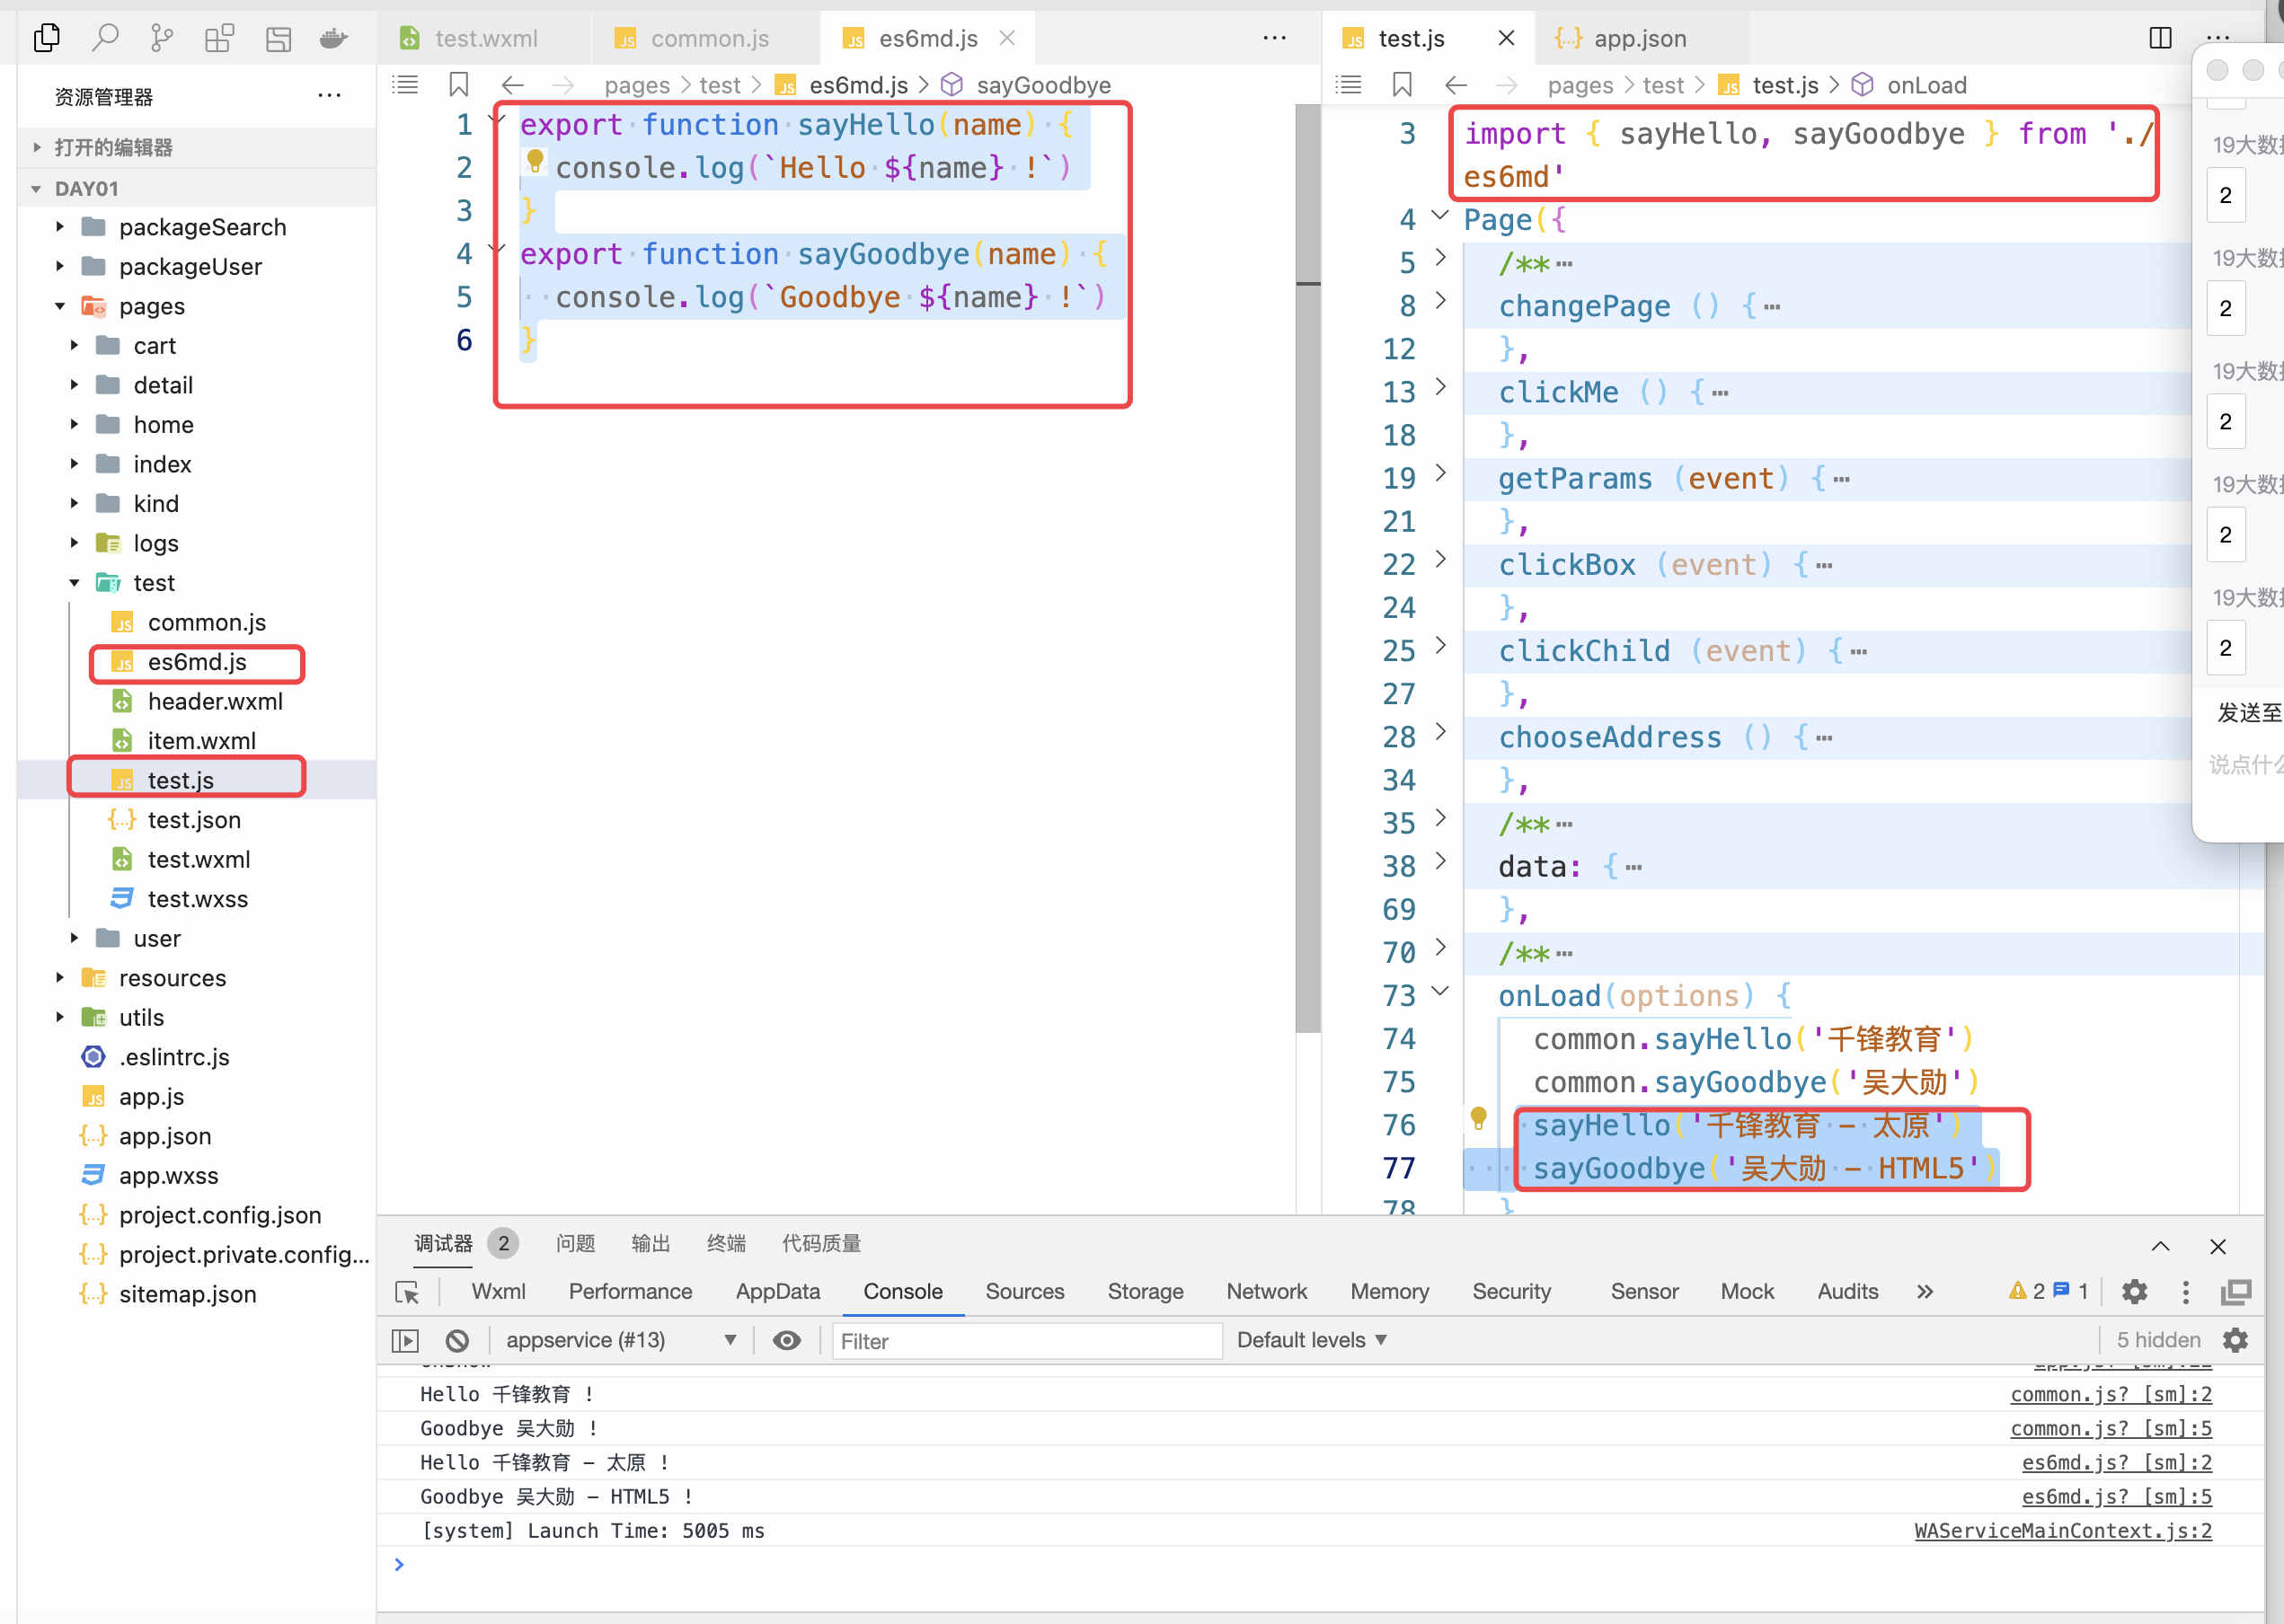 资源管理器
打开的编辑器
DAY01
packageSearch
packageUser
pages
cart
detail
home
index
kind
logs
test
common.js
es6md.js
header.wxml
item.wxml
test.js
test.json
test.wxml
test.wxss
user
resources
utils
.eslintrc.js
app.js
app.json
app.wxss
project.config.json
project.private.config...
sitemap.json
test.wxml common.js es6md.js
pages > test > es6md.js > sayGoodbye
1 export function sayHello(name) {
2 console.log(`Hello ${name} !`)
3 }
4 export function sayGoodbye(name) {
5 console.log(`Goodbye ${name} !`)
6 }
test.js app.json
pages > test > test.js > onLoad
3 import { sayHello, sayGoodbye } from './
es6md'
4 Page({
5 /**…
8 changePage () {…
12 },
13 clickMe () {…
18 },
19 getParams (event) {…
21 },
22 clickBox (event) {…
24 },
25 clickChild (event) {…
27 },
28 chooseAddress () {…
34 },
35 /**…
38 data: {…
69 },
70 /**…
73 onLoad(options) {
74 common.sayHello('千锋教育')
75 common.sayGoodbye('吴大勋')
76 sayHello('千锋教育 - 太原')
77 sayGoodbye('吴大勋 - HTML5')
78 }
19大数据
2
19大数据
2
19大数据
2
19大数据
2
19大数据
2
发送至
说点什么
调试器 2 问题 输出 终端 代码质量
Wxml Performance AppData Console Sources Storage Network Memory Security Sensor Mock Audits » 2 1
appservice (#13) Filter Default levels 5 hidden
onShow app.js? [sm]:22
Hello 千锋教育 ! common.js? [sm]:2
Goodbye 吴大勋 ! common.js? [sm]:5
Hello 千锋教育 - 太原 ! es6md.js? [sm]:2
Goodbye 吴大勋 - HTML5 ! es6md.js? [sm]:5
[system] Launch Time: 5005 ms WAServiceMainContext.js:2